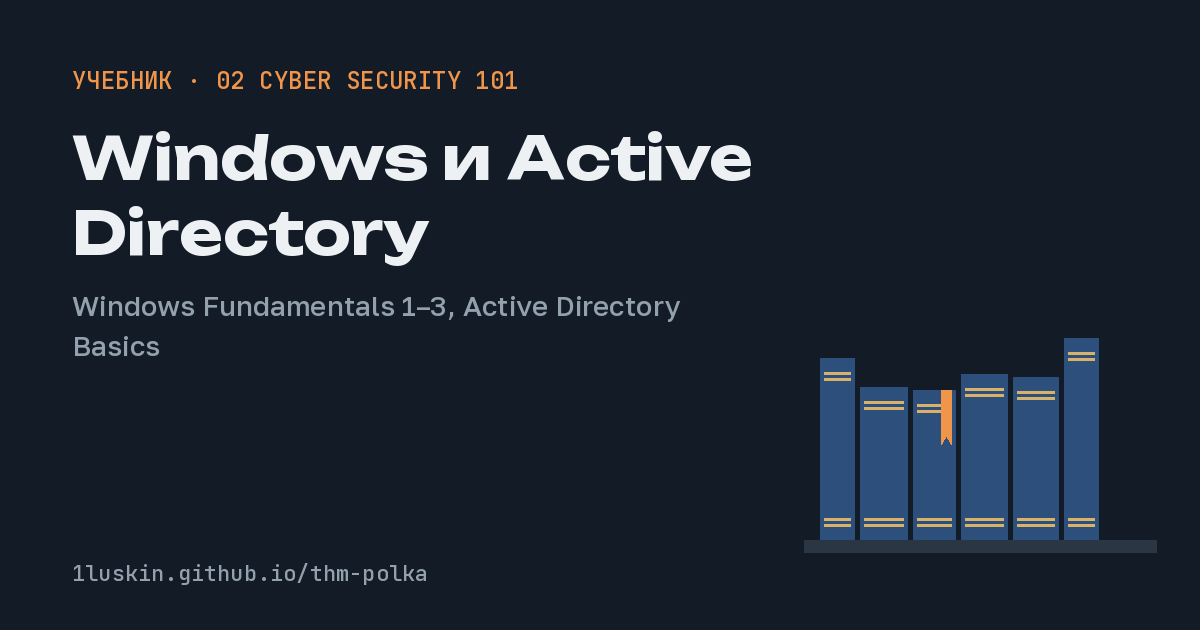 УЧЕБНИК · 02 CYBER SECURITY 101
Windows и Active
Directory
Windows Fundamentals 1–3, Active Directory
Basics
1luskin.github.io/thm-polka